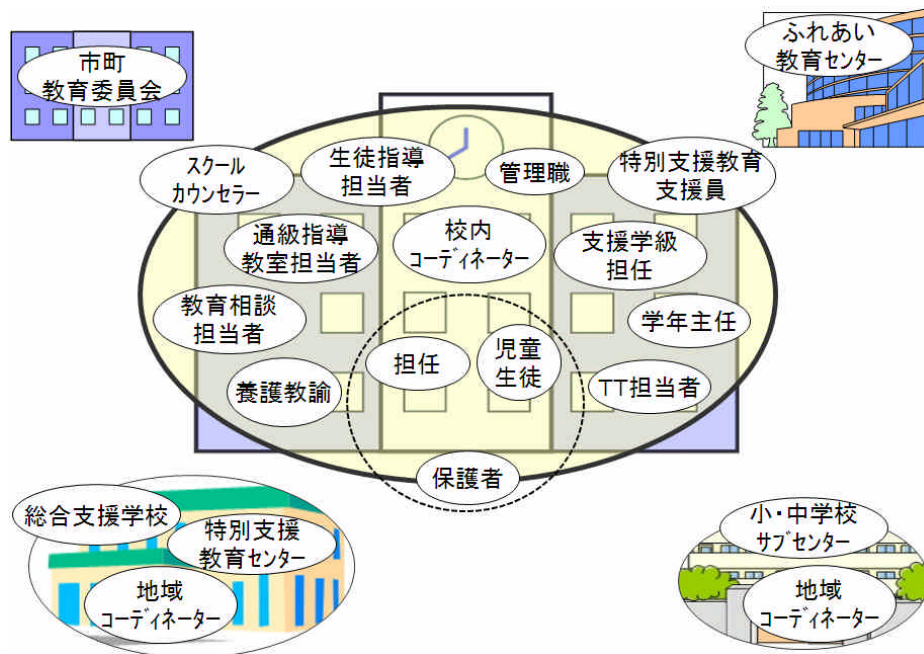 市町
教育委員会
ふれあい
教育センター
スクール
カウンセラー
生徒指導
担当者
管理職
特別支援教育
支援員
通級指導
教室担当者
校内
コーディネーター
支援学級
担任
教育相談
担当者
学年主任
担任
児童
生徒
養護教諭
TT担当者
保護者
総合支援学校
特別支援
教育センター
地域
コーディネーター
小・中学校
サブセンター
地域
コーディネーター